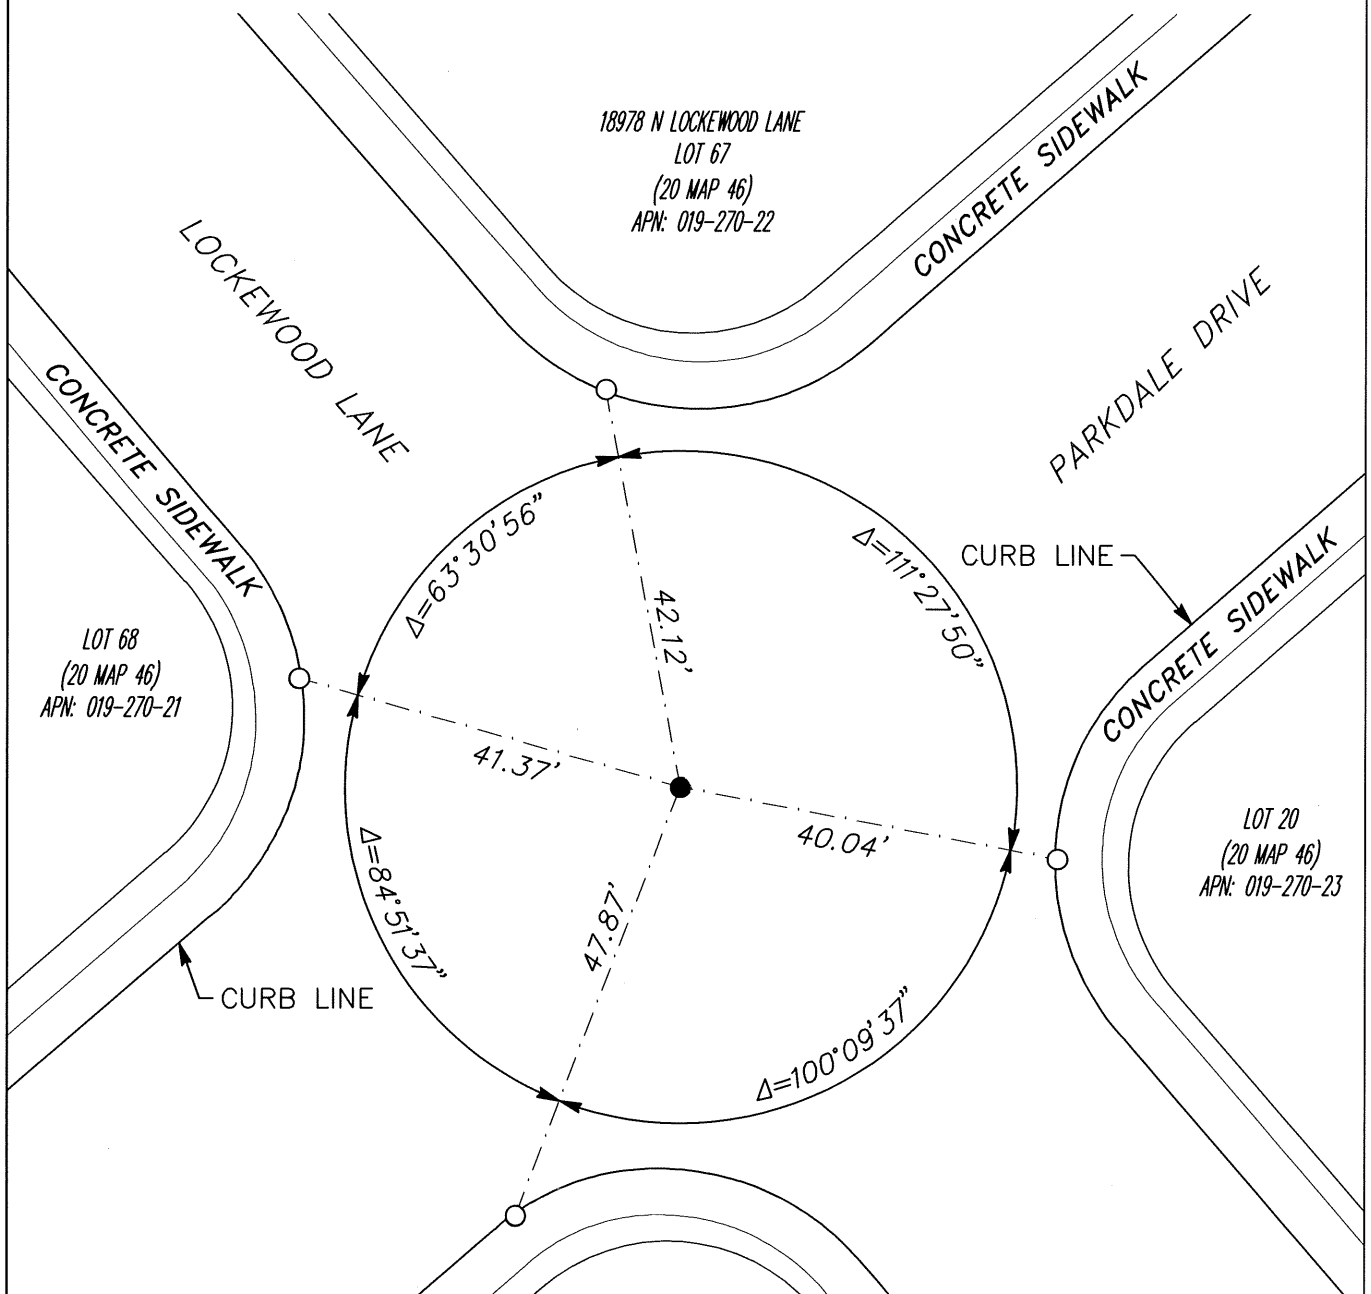 18978 N LOCKEWOOD LANE
LOT 67
(20 MAP 46)
APN: 019-270-22
CONCRETE SIDEWALK
LOCKEWOOD LANE
PARKDALE DRIVE
CONCRETE SIDEWALK
Δ=63°30'56"
Δ=111°27'50"
CURB LINE
CONCRETE SIDEWALK
42.12'
LOT 68
(20 MAP 46)
APN: 019-270-21
41.37'
40.04'
LOT 20
(20 MAP 46)
APN: 019-270-23
Δ=84°51'37"
47.87'
CURB LINE
Δ=100°09'37"